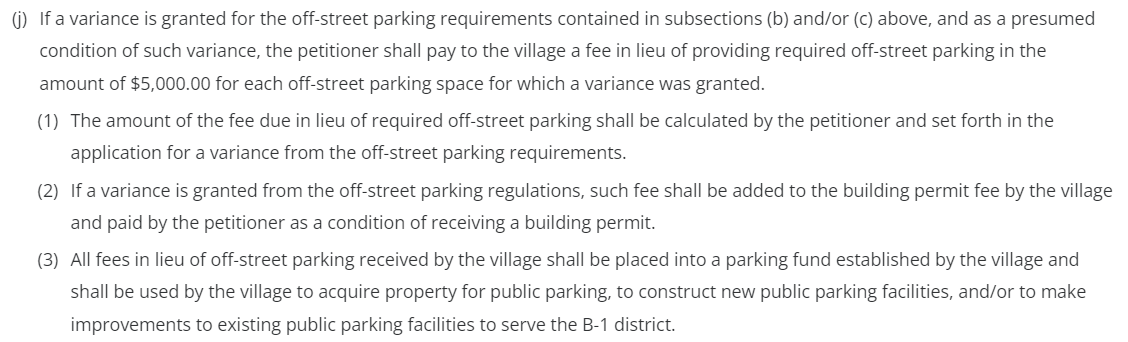 (j) If a variance is granted for the off-street parking requirements contained in subsections (b) and/or (c) above, and as a presumed
condition of such variance, the petitioner shall pay to the village a fee in lieu of providing required off-street parking in the
amount of $5,000.00 for each off-street parking space for which a variance was granted.
(1) The amount of the fee due in lieu of required off-street parking shall be calculated by the petitioner and set forth in the
application for a variance from the off-street parking requirements.
(2) If a variance is granted from the off-street parking regulations, such fee shall be added to the building permit fee by the village
and paid by the petitioner as a condition of receiving a building permit.
(3) All fees in lieu of off-street parking received by the village shall be placed into a parking fund established by the village and
shall be used by the village to acquire property for public parking, to construct new public parking facilities, and/or to make
improvements to existing public parking facilities to serve the B-1 district.